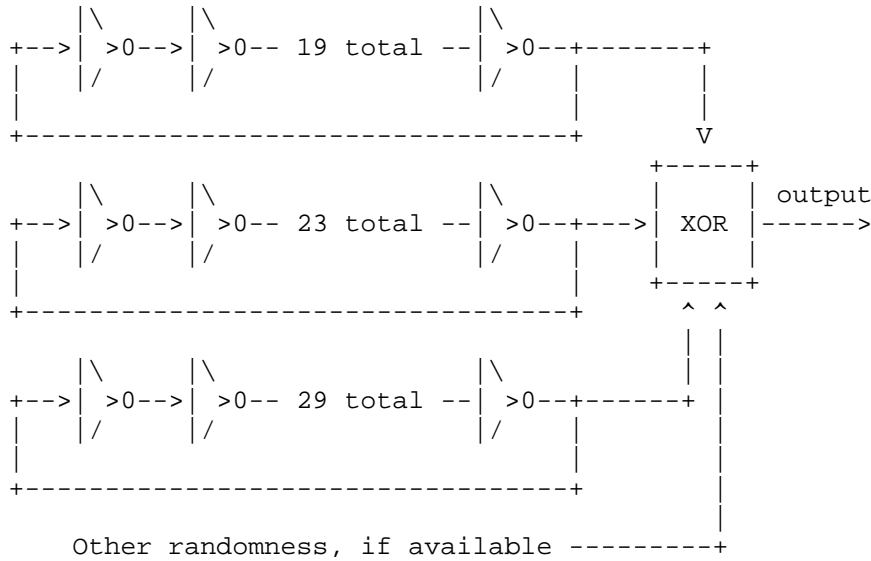 |\ |\ |\
+-->| >0-->| >0-- 19 total --| >0--+-------+
| |/ |/ |/ | |
| | |
+----------------------------------+ V
+-----+
|\ |\ |\ | | output
+-->| >0-->| >0-- 23 total --| >0--+--->| XOR |------>
| |/ |/ |/ | | |
| | +-----+
+----------------------------------+ ^ ^
| |
|\ |\ |\ | |
+-->| >0-->| >0-- 29 total --| >0--+------+ |
| |/ |/ |/ | |
| | |
+----------------------------------+ |
|
Other randomness, if available ---------+